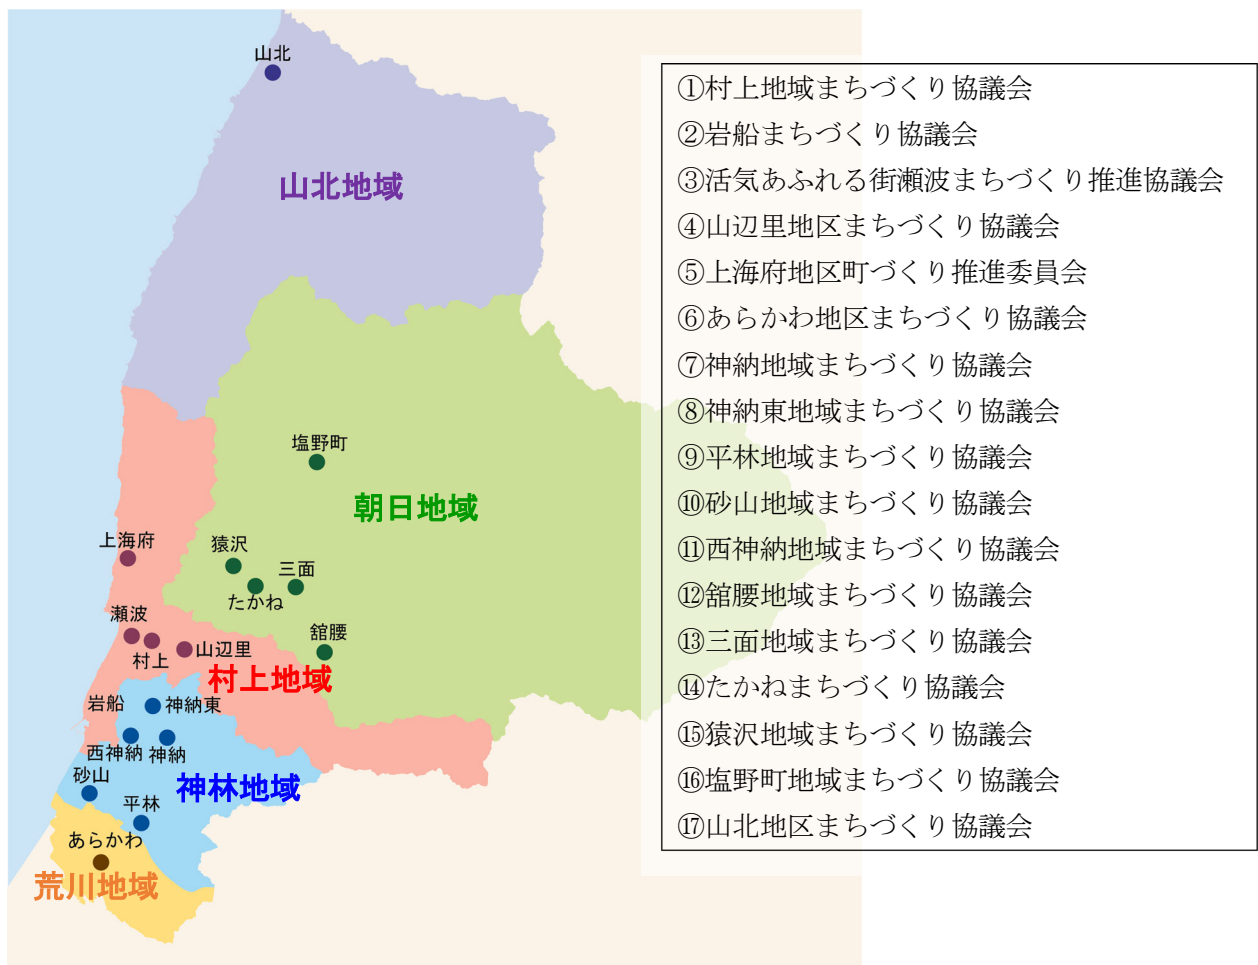 山北
山北地域
塩野町
朝日地域
上海府
猿沢
三面
たかね
瀬波
舘腰
村上
山辺里
村上地域
岩船
神納東
西神納
神納
砂山
神林地域
平林
あらかわ
荒川地域
①村上地域まちづくり協議会
②岩船まちづくり協議会
③活気あふれる街瀬波まちづくり推進協議会
④山辺里地区まちづくり協議会
⑤上海府地区町づくり推進委員会
⑥あらかわ地区まちづくり協議会
⑦神納地域まちづくり協議会
⑧神納東地域まちづくり協議会
⑨平林地域まちづくり協議会
⑩砂山地域まちづくり協議会
⑪西神納地域まちづくり協議会
⑫舘腰地域まちづくり協議会
⑬三面地域まちづくり協議会
⑭たかねまちづくり協議会
⑮猿沢地域まちづくり協議会
⑯塩野町地域まちづくり協議会
⑰山北地区まちづくり協議会